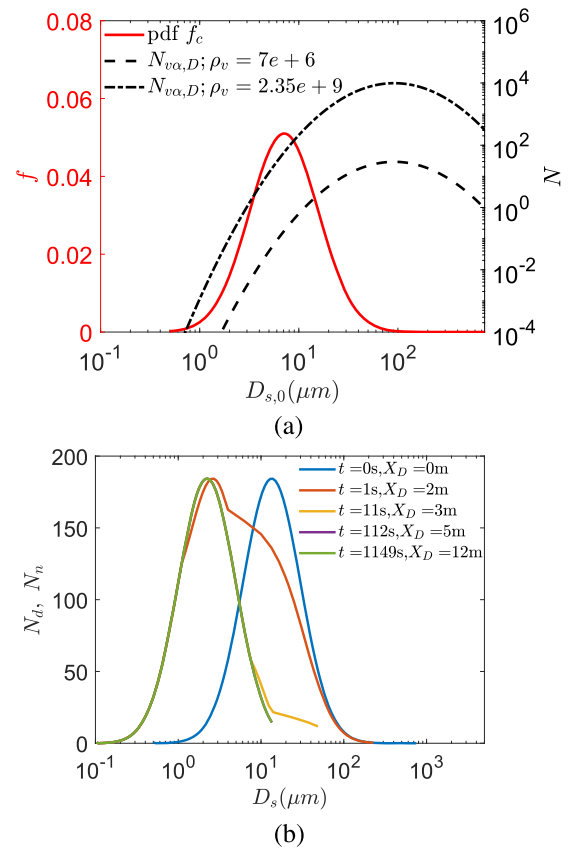 pdf f_c
N_{vα,D}; ρ_v = 7e + 6
N_{vα,D}; ρ_v = 2.35e + 9
0.08
0.06
0.04
0.02
0
f
10^6
10^4
10^2
10^0
10^-2
10^-4
N
10^-1 10^0 10^1 10^2
D_{s,0}(μm)
(a)
t =0s,X_D =0m
t =1s,X_D =2m
t =11s,X_D =3m
t =112s,X_D =5m
t =1149s,X_D =12m
200
150
100
50
0
N_d, N_n
10^-1 10^0 10^1 10^2 10^3
D_s(μm)
(b)